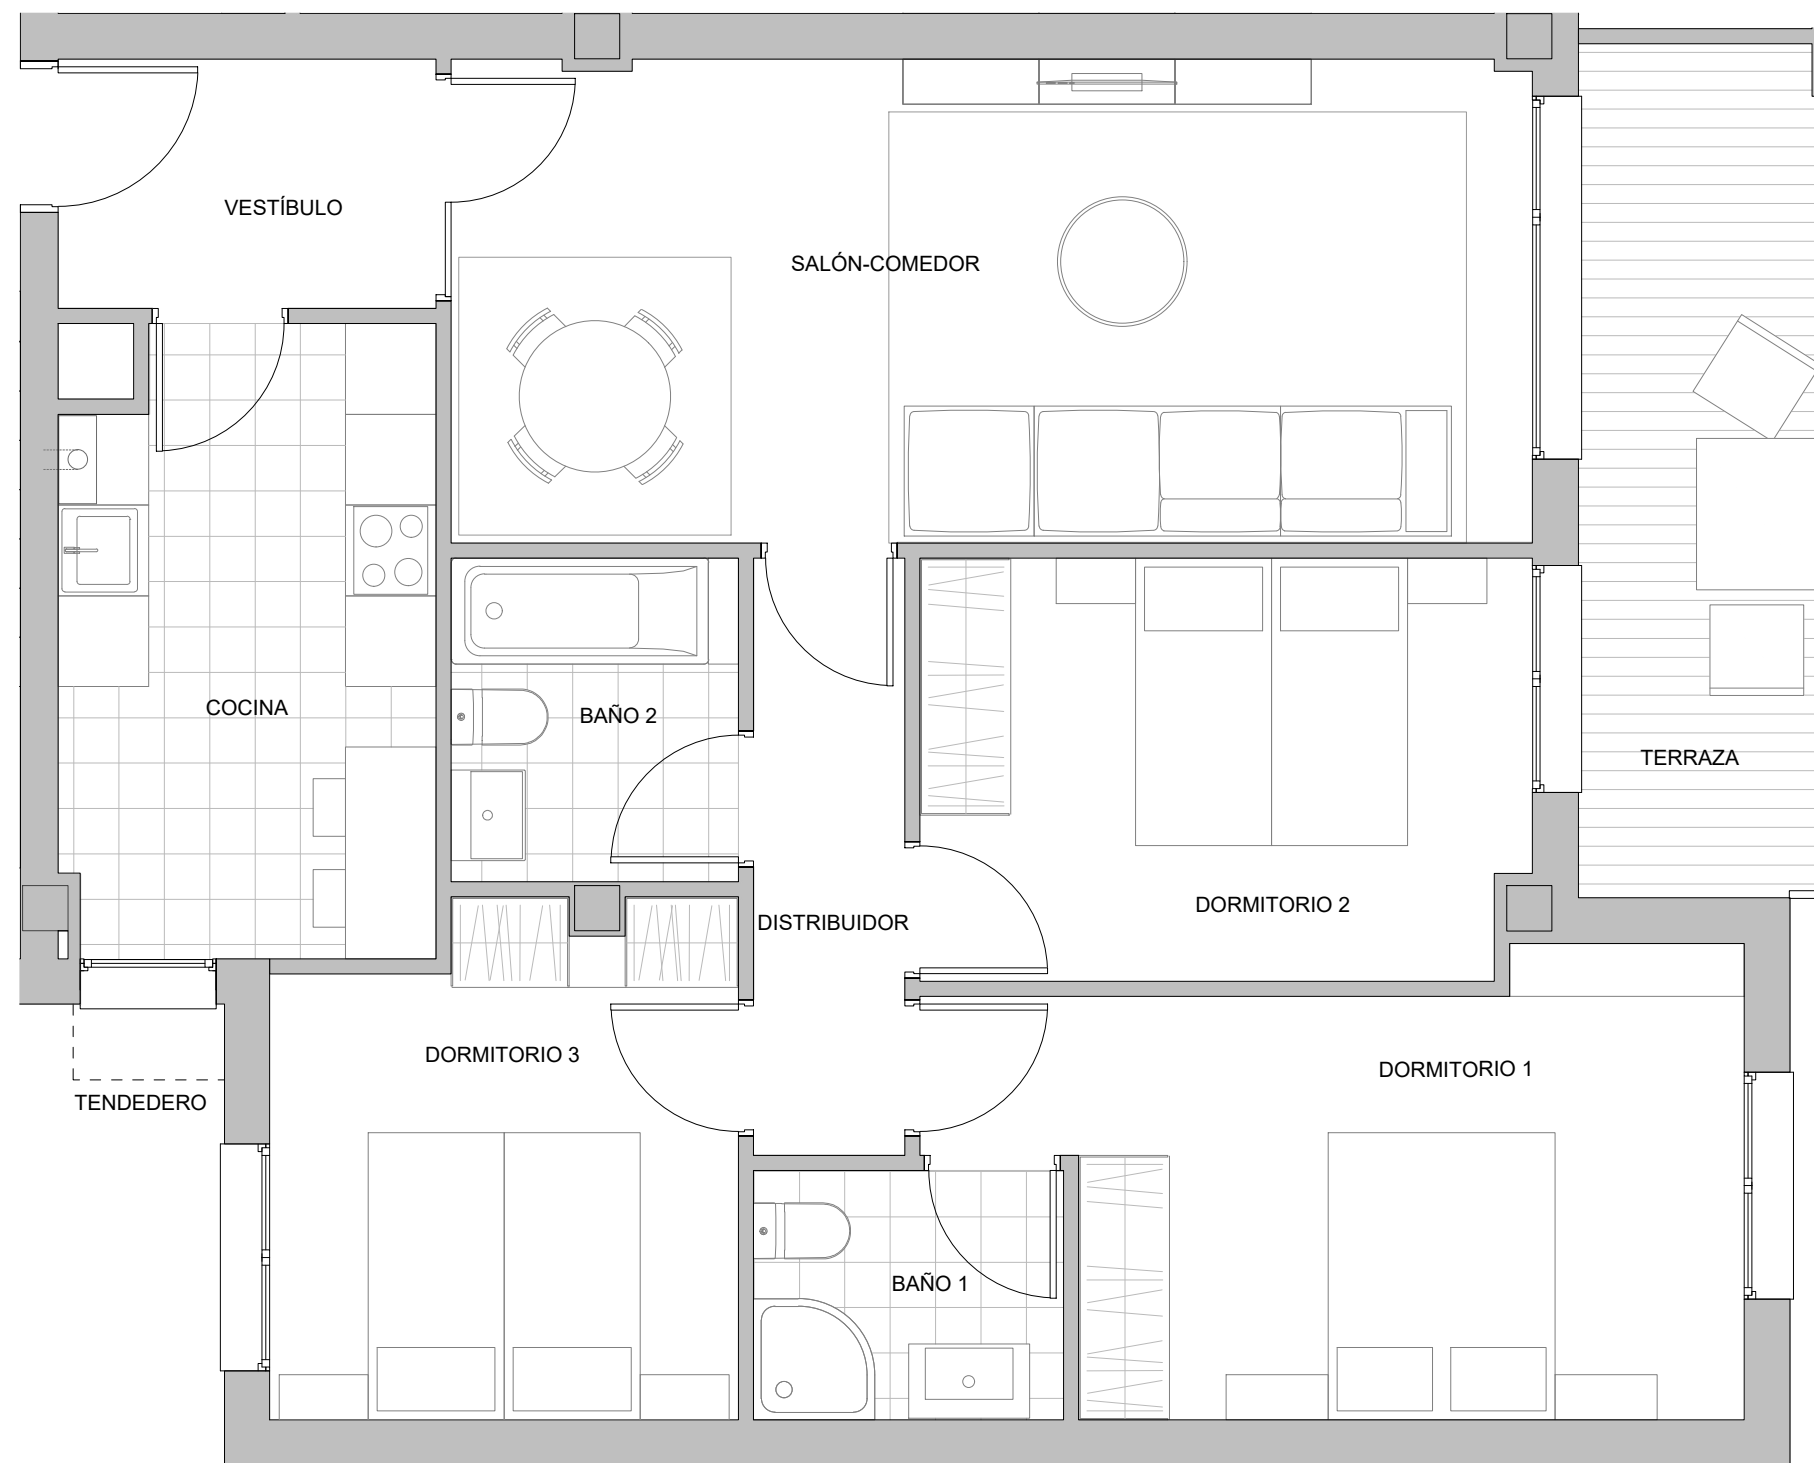 VESTÍBULO
SALÓN-COMEDOR
COCINA
BAÑO 2
TERRAZA
DORMITORIO 2
DISTRIBUIDOR
DORMITORIO 3
DORMITORIO 1
TENDEDERO
BAÑO 1